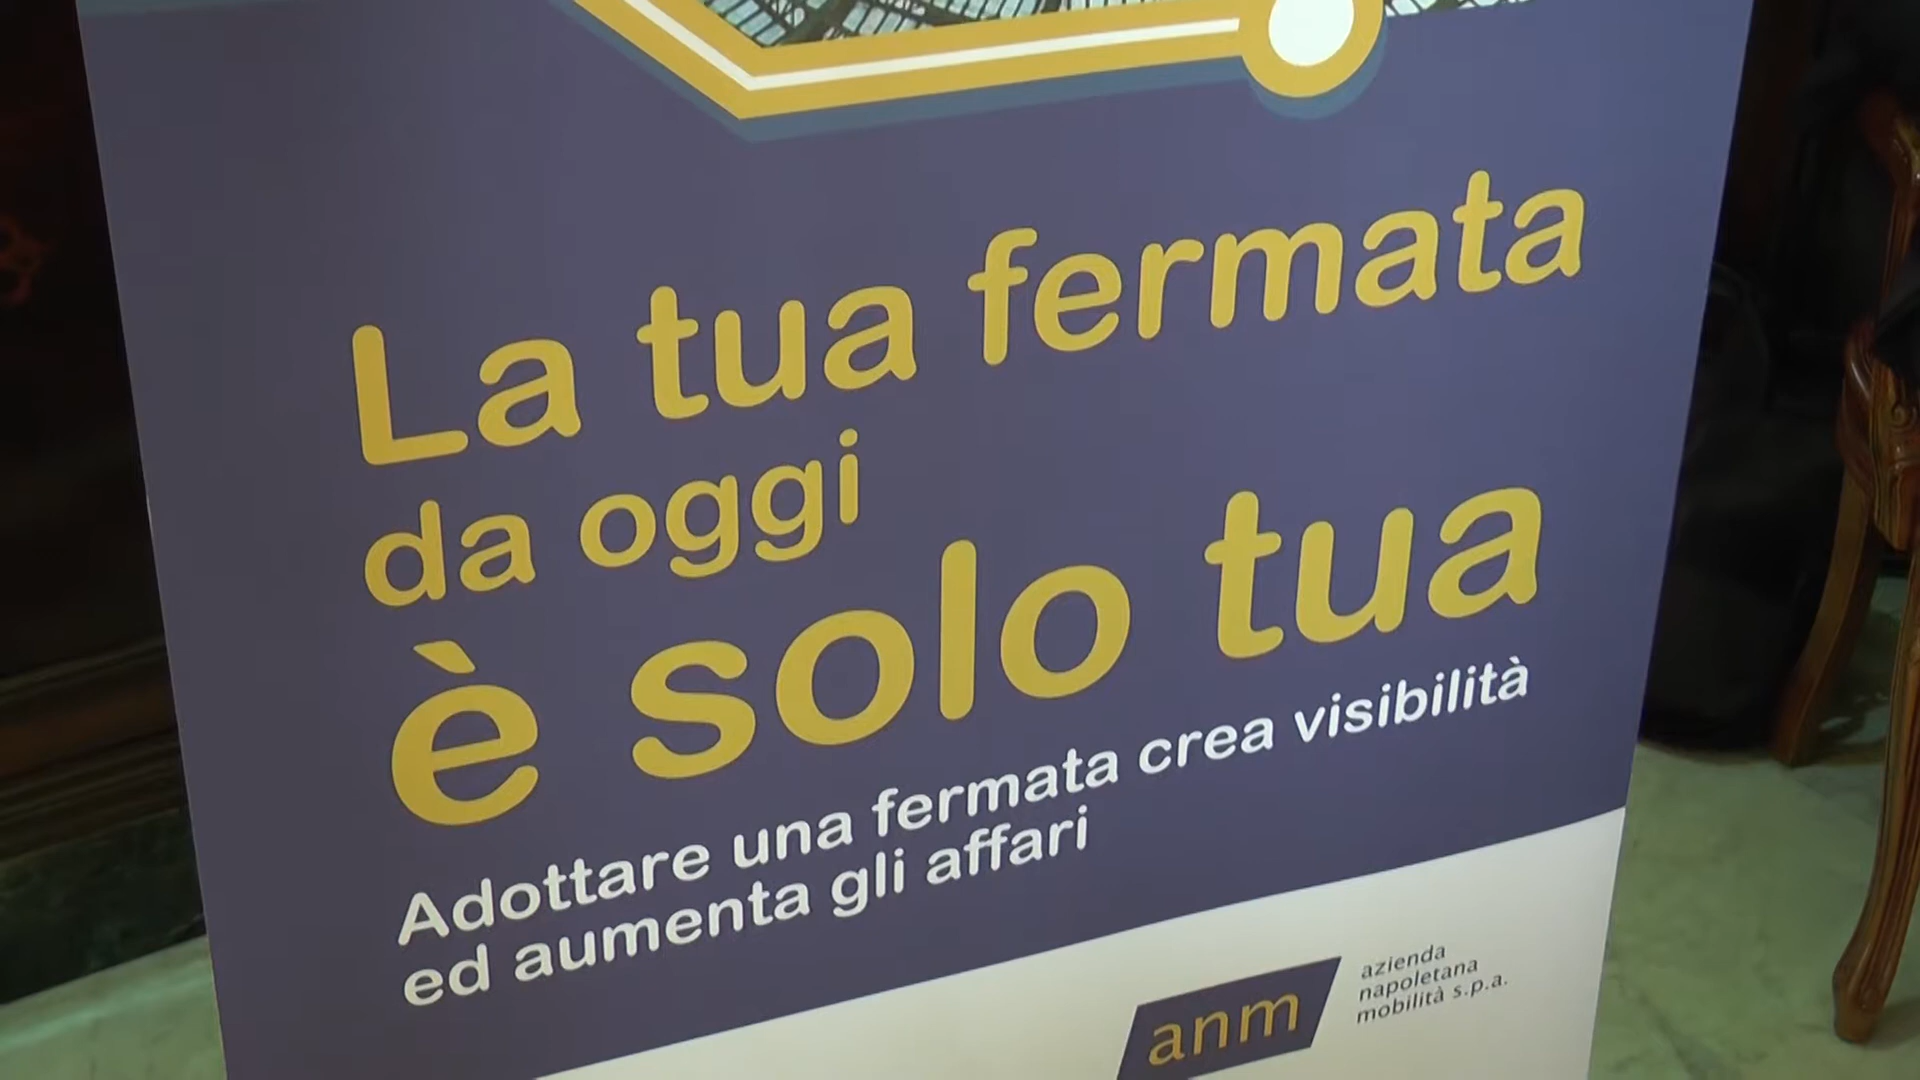 La tua fermata
da oggi
è solo tua
Adottare una fermata crea visibilità
ed aumenta gli affari
anm
azienda
napoletana
mobilità s.p.a.